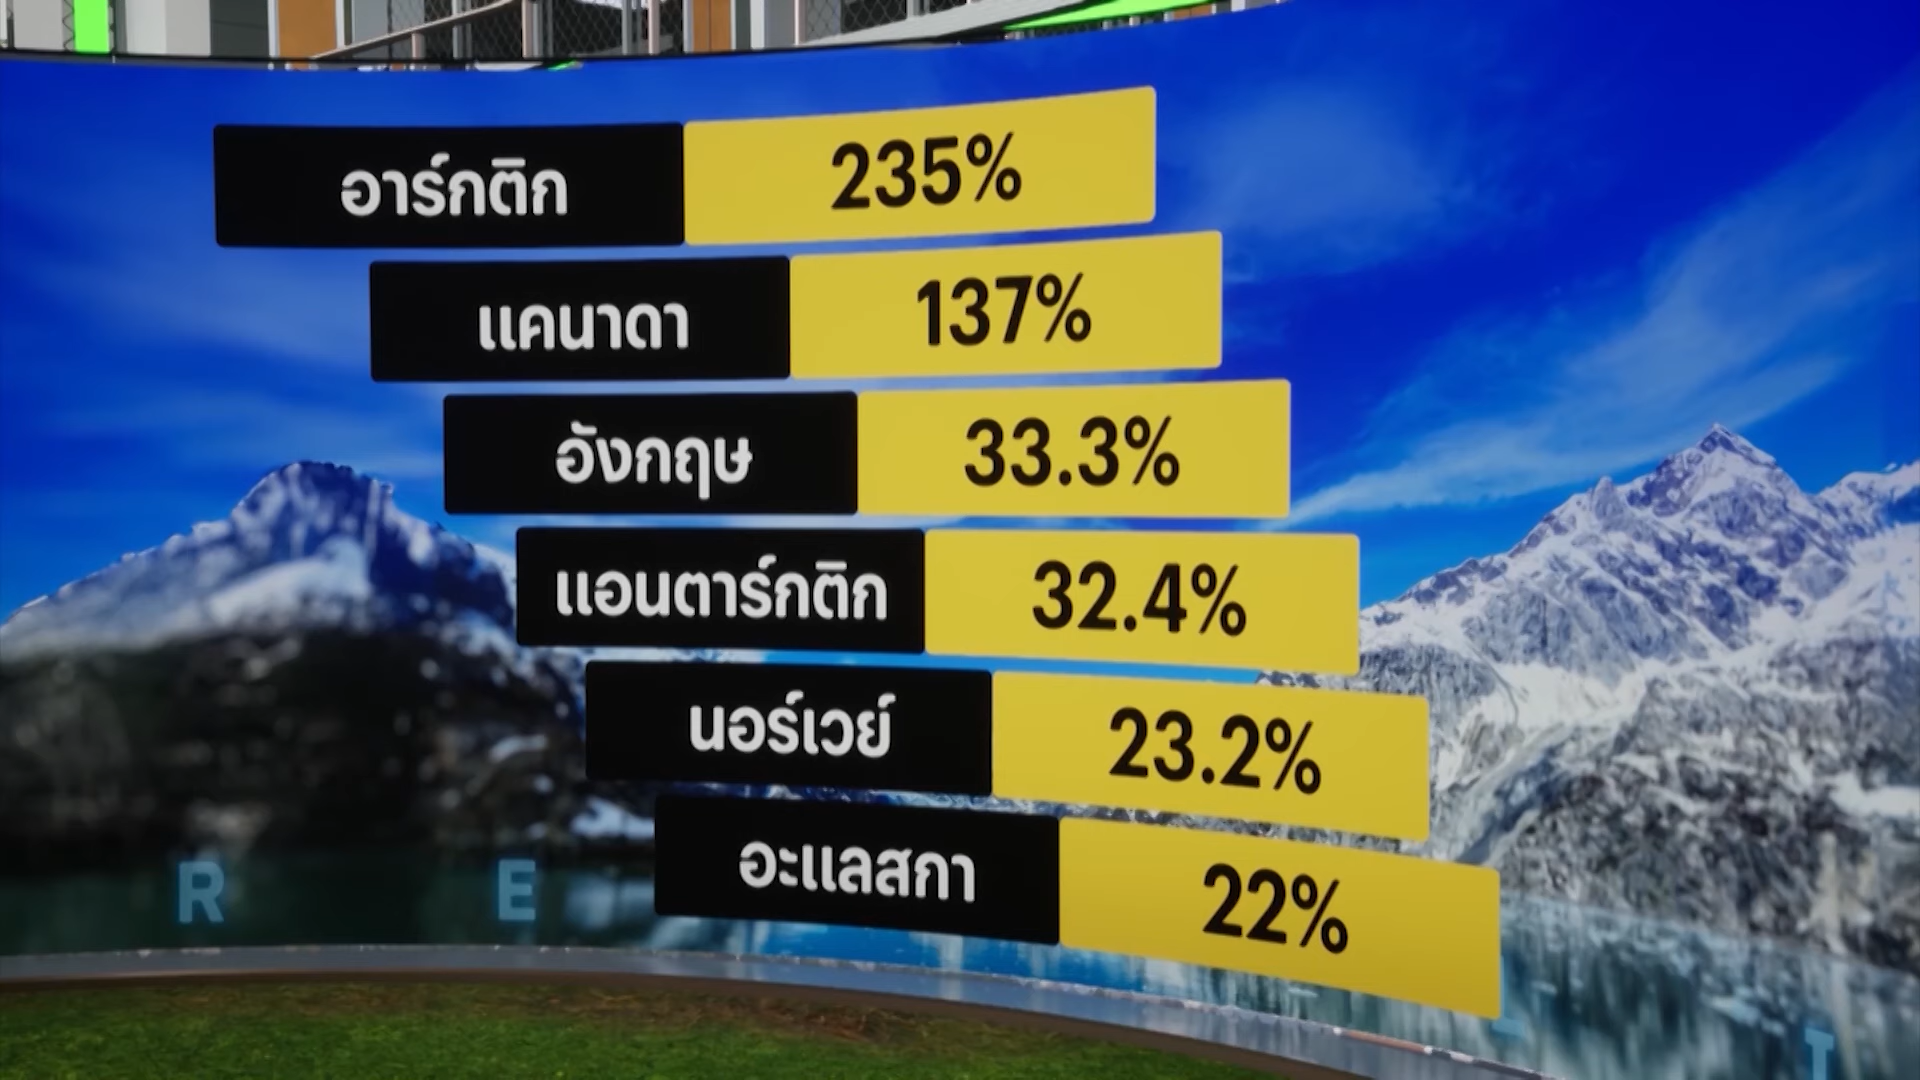 อาร์กติก 235%
แคนาดา 137%
อังกฤษ 33.3%
แอนตาร์กติก 32.4%
นอร์เวย์ 23.2%
อะแลสกา 22%
R E T